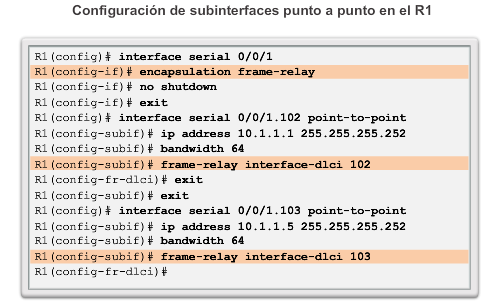 Configuración de subinterfaces punto a punto en el R1
R1(config)# interface serial 0/0/1
R1(config-if)# encapsulation frame-relay
R1(config-if)# no shutdown
R1(config-if)# exit
R1(config)# interface serial 0/0/1.102 point-to-point
R1(config-subif)# ip address 10.1.1.1 255.255.255.252
R1(config-subif)# bandwidth 64
R1(config-subif)# frame-relay interface-dlci 102
R1(config-fr-dlci)# exit
R1(config-subif)# exit
R1(config)# interface serial 0/0/1.103 point-to-point
R1(config-subif)# ip address 10.1.1.5 255.255.255.252
R1(config-subif)# bandwidth 64
R1(config-subif)# frame-relay interface-dlci 103
R1(config-fr-dlci)#